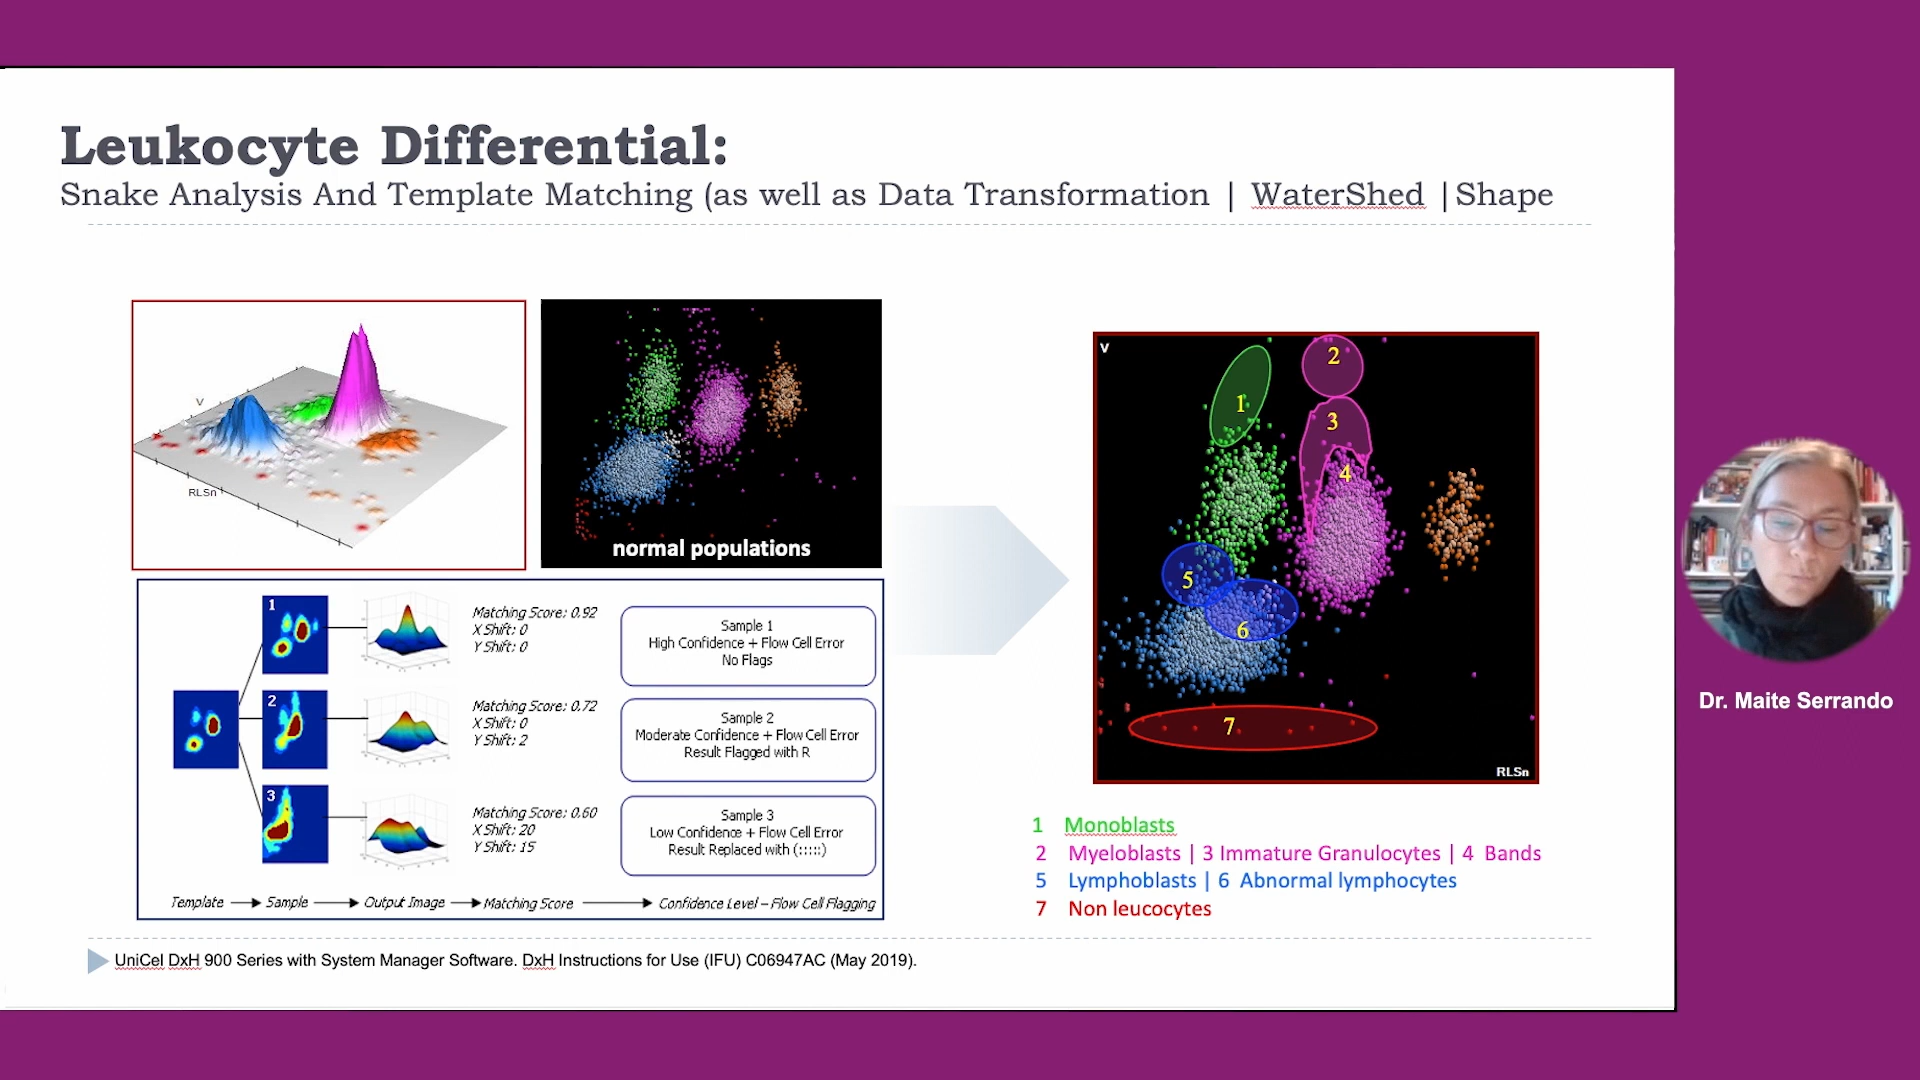 Leukocyte Differential:
Snake Analysis And Template Matching (as well as Data Transformation | WaterShed |Shape
V
RLSn
normal populations
1
Matching Score: 0,92
X Shift: 0
Y Shift: 0
Sample 1
High Confidence + Flow Cell Error
No Flags
2
Matching Score: 0,72
X Shift: 0
Y Shift: 2
Sample 2
Moderate Confidence + Flow Cell Error
Result Flagged with R
3
Matching Score: 0,60
X Shift: 20
Y Shift: 15
Sample 3
Low Confidence + Flow Cell Error
Result Replaced with (:::::)
Template
Sample
Output Image
Matching Score
Confidence Level – Flow Cell Flagging
V
1
2
3
4
5
6
7
RLSn
1 Monoblasts
2 Myeloblasts | 3 Immature Granulocytes | 4 Bands
5 Lymphoblasts | 6 Abnormal lymphocytes
7 Non leucocytes
UniCel DxH 900 Series with System Manager Software. DxH Instructions for Use (IFU) C06947AC (May 2019).
Dr. Maite Serrando